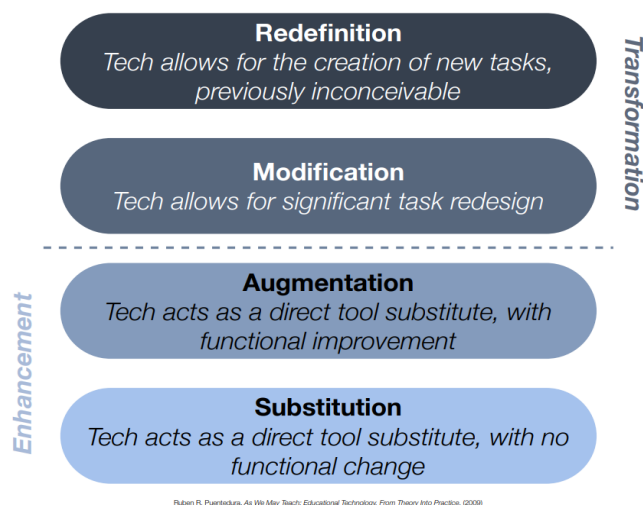 Redefinition
Tech allows for the creation of new tasks,
previously inconceivable
Transformation
Modification
Tech allows for significant task redesign
Augmentation
Tech acts as a direct tool substitute, with
functional improvement
Enhancement
Substitution
Tech acts as a direct tool substitute, with no
functional change
Ruben R. Puentedura, As We May Teach: Educational Technology, From Theory Into Practice. (2009)